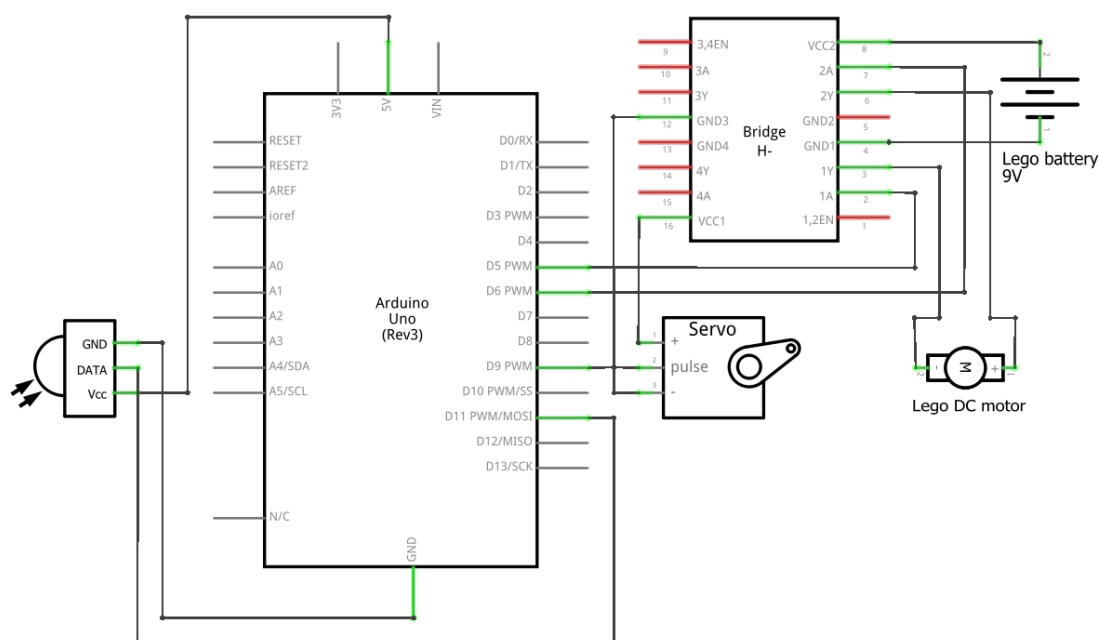 3V3
5V
VIN
RESET
RESET2
AREF
ioref
A0
A1
A2
A3
A4/SDA
A5/SCL
N/C
Arduino
Uno
(Rev3)
D0/RX
D1/TX
D2
D3 PWM
D4
D5 PWM
D6 PWM
D7
D8
D9 PWM
D10 PWM/SS
D11 PWM/MOSI
D12/MISO
D13/SCK
GND
GND
DATA
Vcc
9
3,4EN
10
3A
11
3Y
12
GND3
13
GND4
14
4Y
15
4A
16
VCC1
Bridge
H-
VCC2
8
2A
7
2Y
6
GND2
5
GND1
4
1Y
3
1A
2
1,2EN
1
2
1
Lego battery
9V
Servo
1
+
2
pulse
3
-
2
-
M
+
1
Lego DC motor